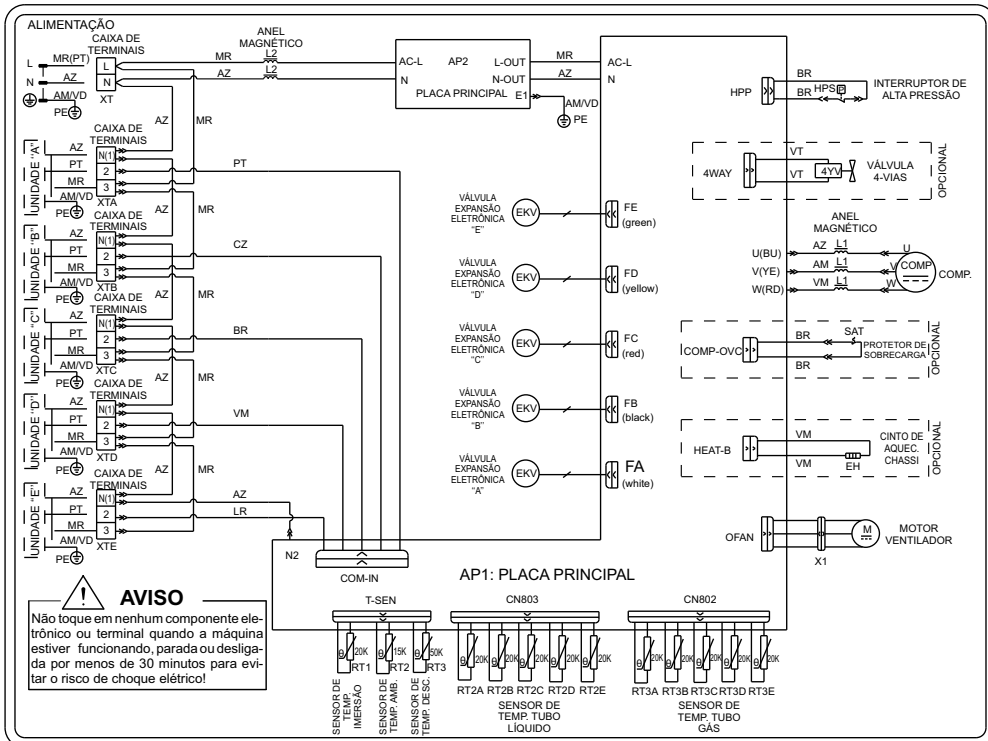 ALIMENTAÇÃO
CAIXA DE
TERMINAIS
L
MR(PT)
L
N
AZ
N
AM/VD
PE
XT
MR
AZ
ANEL
MAGNÉTICO
L2
L2
AC-L
AP2
L-OUT
N
N-OUT
PLACA PRINCIPAL
E1
MR
AZ
AM/VD
PE
AC-L
N
AZ
MR
UNIDADE "A"
CAIXA DE
TERMINAIS
AZ
N(1)
PT
2
MR
3
AM/VD
PE
XTA
PT
AZ
MR
UNIDADE "B"
CAIXA DE
TERMINAIS
AZ
N(1)
PT
2
MR
3
AM/VD
PE
XTB
CZ
AZ
MR
UNIDADE "C"
CAIXA DE
TERMINAIS
AZ
N(1)
PT
2
MR
3
AM/VD
PE
XTC
BR
AZ
MR
UNIDADE "D"
CAIXA DE
TERMINAIS
AZ
N(1)
PT
2
MR
3
AM/VD
PE
XTD
VM
AZ
MR
UNIDADE "E"
CAIXA DE
TERMINAIS
AZ
N(1)
PT
2
MR
3
AM/VD
PE
XTE
AZ
LR
N2
COM-IN
VÁLVULA
EXPANSÃO
ELETRÔNICA
"E"
EKV
FE
(green)
VÁLVULA
EXPANSÃO
ELETRÔNICA
"D"
EKV
FD
(yellow)
VÁLVULA
EXPANSÃO
ELETRÔNICA
"C"
EKV
FC
(red)
VÁLVULA
EXPANSÃO
ELETRÔNICA
"B"
EKV
FB
(black)
VÁLVULA
EXPANSÃO
ELETRÔNICA
"A"
EKV
FA
(white)
HPP
BR
BR
HPS
P
INTERRUPTOR DE
ALTA PRESSÃO
4WAY
VT
VT
4YV
VÁLVULA
4-VIAS
OPCIONAL
ANEL
MAGNÉTICO
U(BU)
AZ
L1
U
V(YE)
AM
L1
V
W(RD)
VM
L1
W
COMP
COMP.
COMP-OVC
BR
BR
SAT
PROTETOR DE
SOBRECARGA
OPCIONAL
HEAT-B
VM
VM
EH
CINTO DE
AQUEC.
CHASSI
OPCIONAL
OFAN
X1
M
MOTOR
VENTILADOR
AP1: PLACA PRINCIPAL
T-SEN
θ
20K
RT1
θ
15K
RT2
θ
50K
RT3
SENSOR DE
TEMP.
IMERSÃO
SENSOR DE
TEMP. AMB.
SENSOR DE
TEMP. DESC.
CN803
θ
20K
θ
20K
θ
20K
θ
20K
θ
20K
RT2A RT2B RT2C RT2D RT2E
SENSOR DE
TEMP. TUBO
LÍQUIDO
CN802
θ
20K
θ
20K
θ
20K
θ
20K
θ
20K
RT3A RT3B RT3C RT3D RT3E
SENSOR DE
TEMP. TUBO
GÁS
! AVISO
Não toque em nenhum componente ele-
trônico ou terminal quando a máquina
estiver funcionando, parada ou desliga-
da por menos de 30 minutos para evi-
tar o risco de choque elétrico!